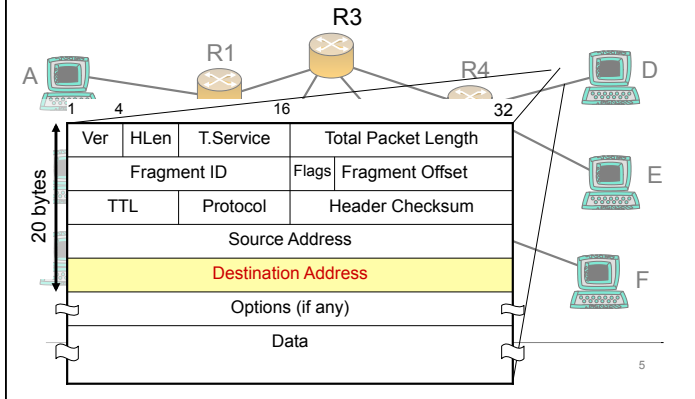 R3
R1
R4
A
D
1 4 16 32
Ver HLen T.Service Total Packet Length
Fragment ID Flags Fragment Offset
E
TTL Protocol Header Checksum
20 bytes
Source Address
Destination Address
F
Options (if any)
Data
5